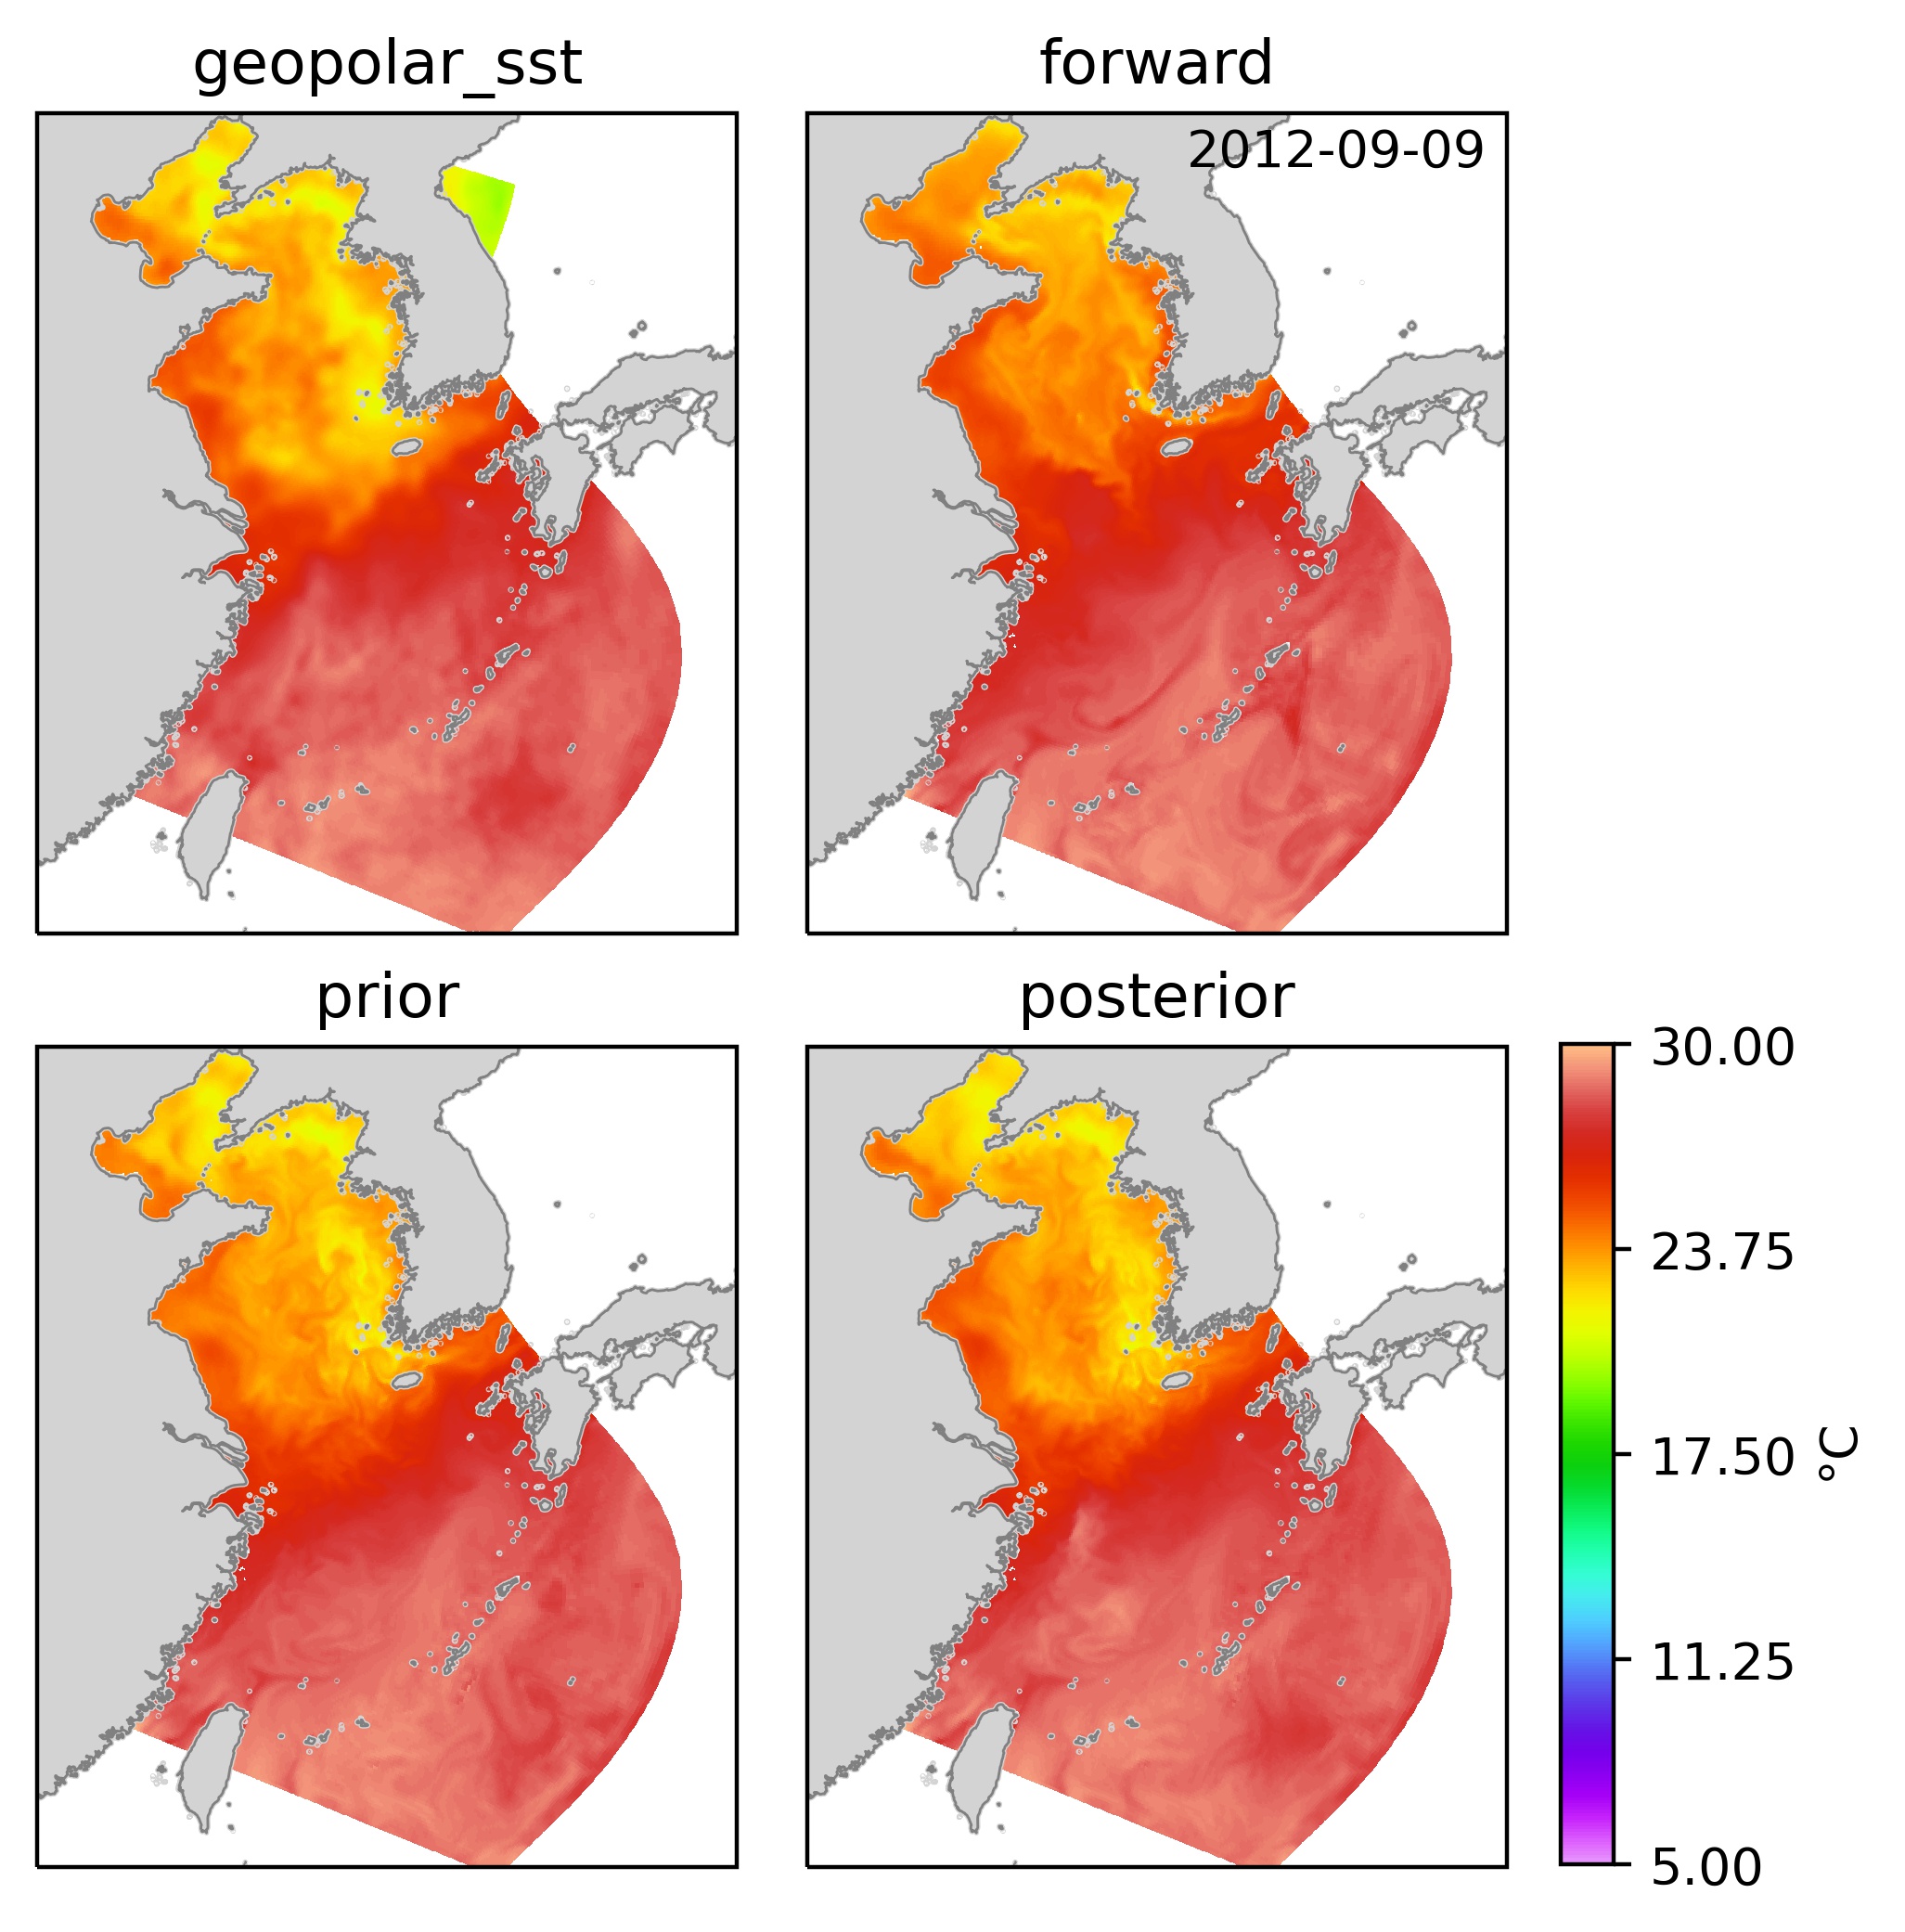 geopolar_sst
forward
2012-09-09
prior
posterior
30.00
23.75
17.50
11.25
5.00
°C